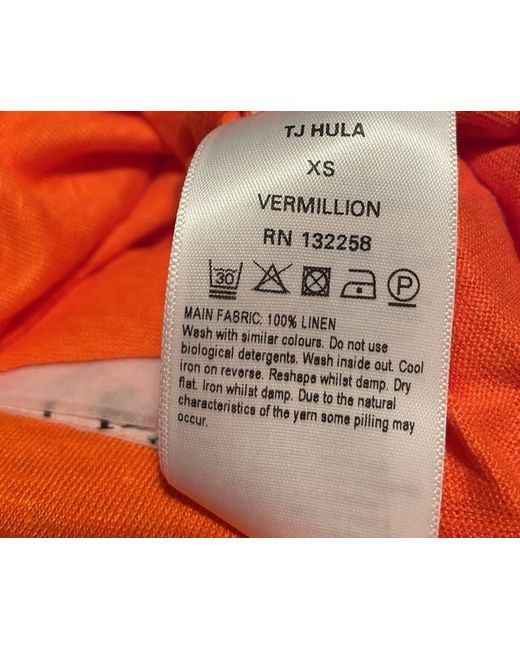 TJ HULA
XS
VERMILLION
RN 132258
30 P
MAIN FABRIC: 100% LINEN
Wash with similar colours. Do not use
biological detergents. Wash inside out. Cool
iron on reverse. Reshape whilst damp. Dry
flat. Iron whilst damp. Due to the natural
characteristics of the yarn some pilling may
occur.